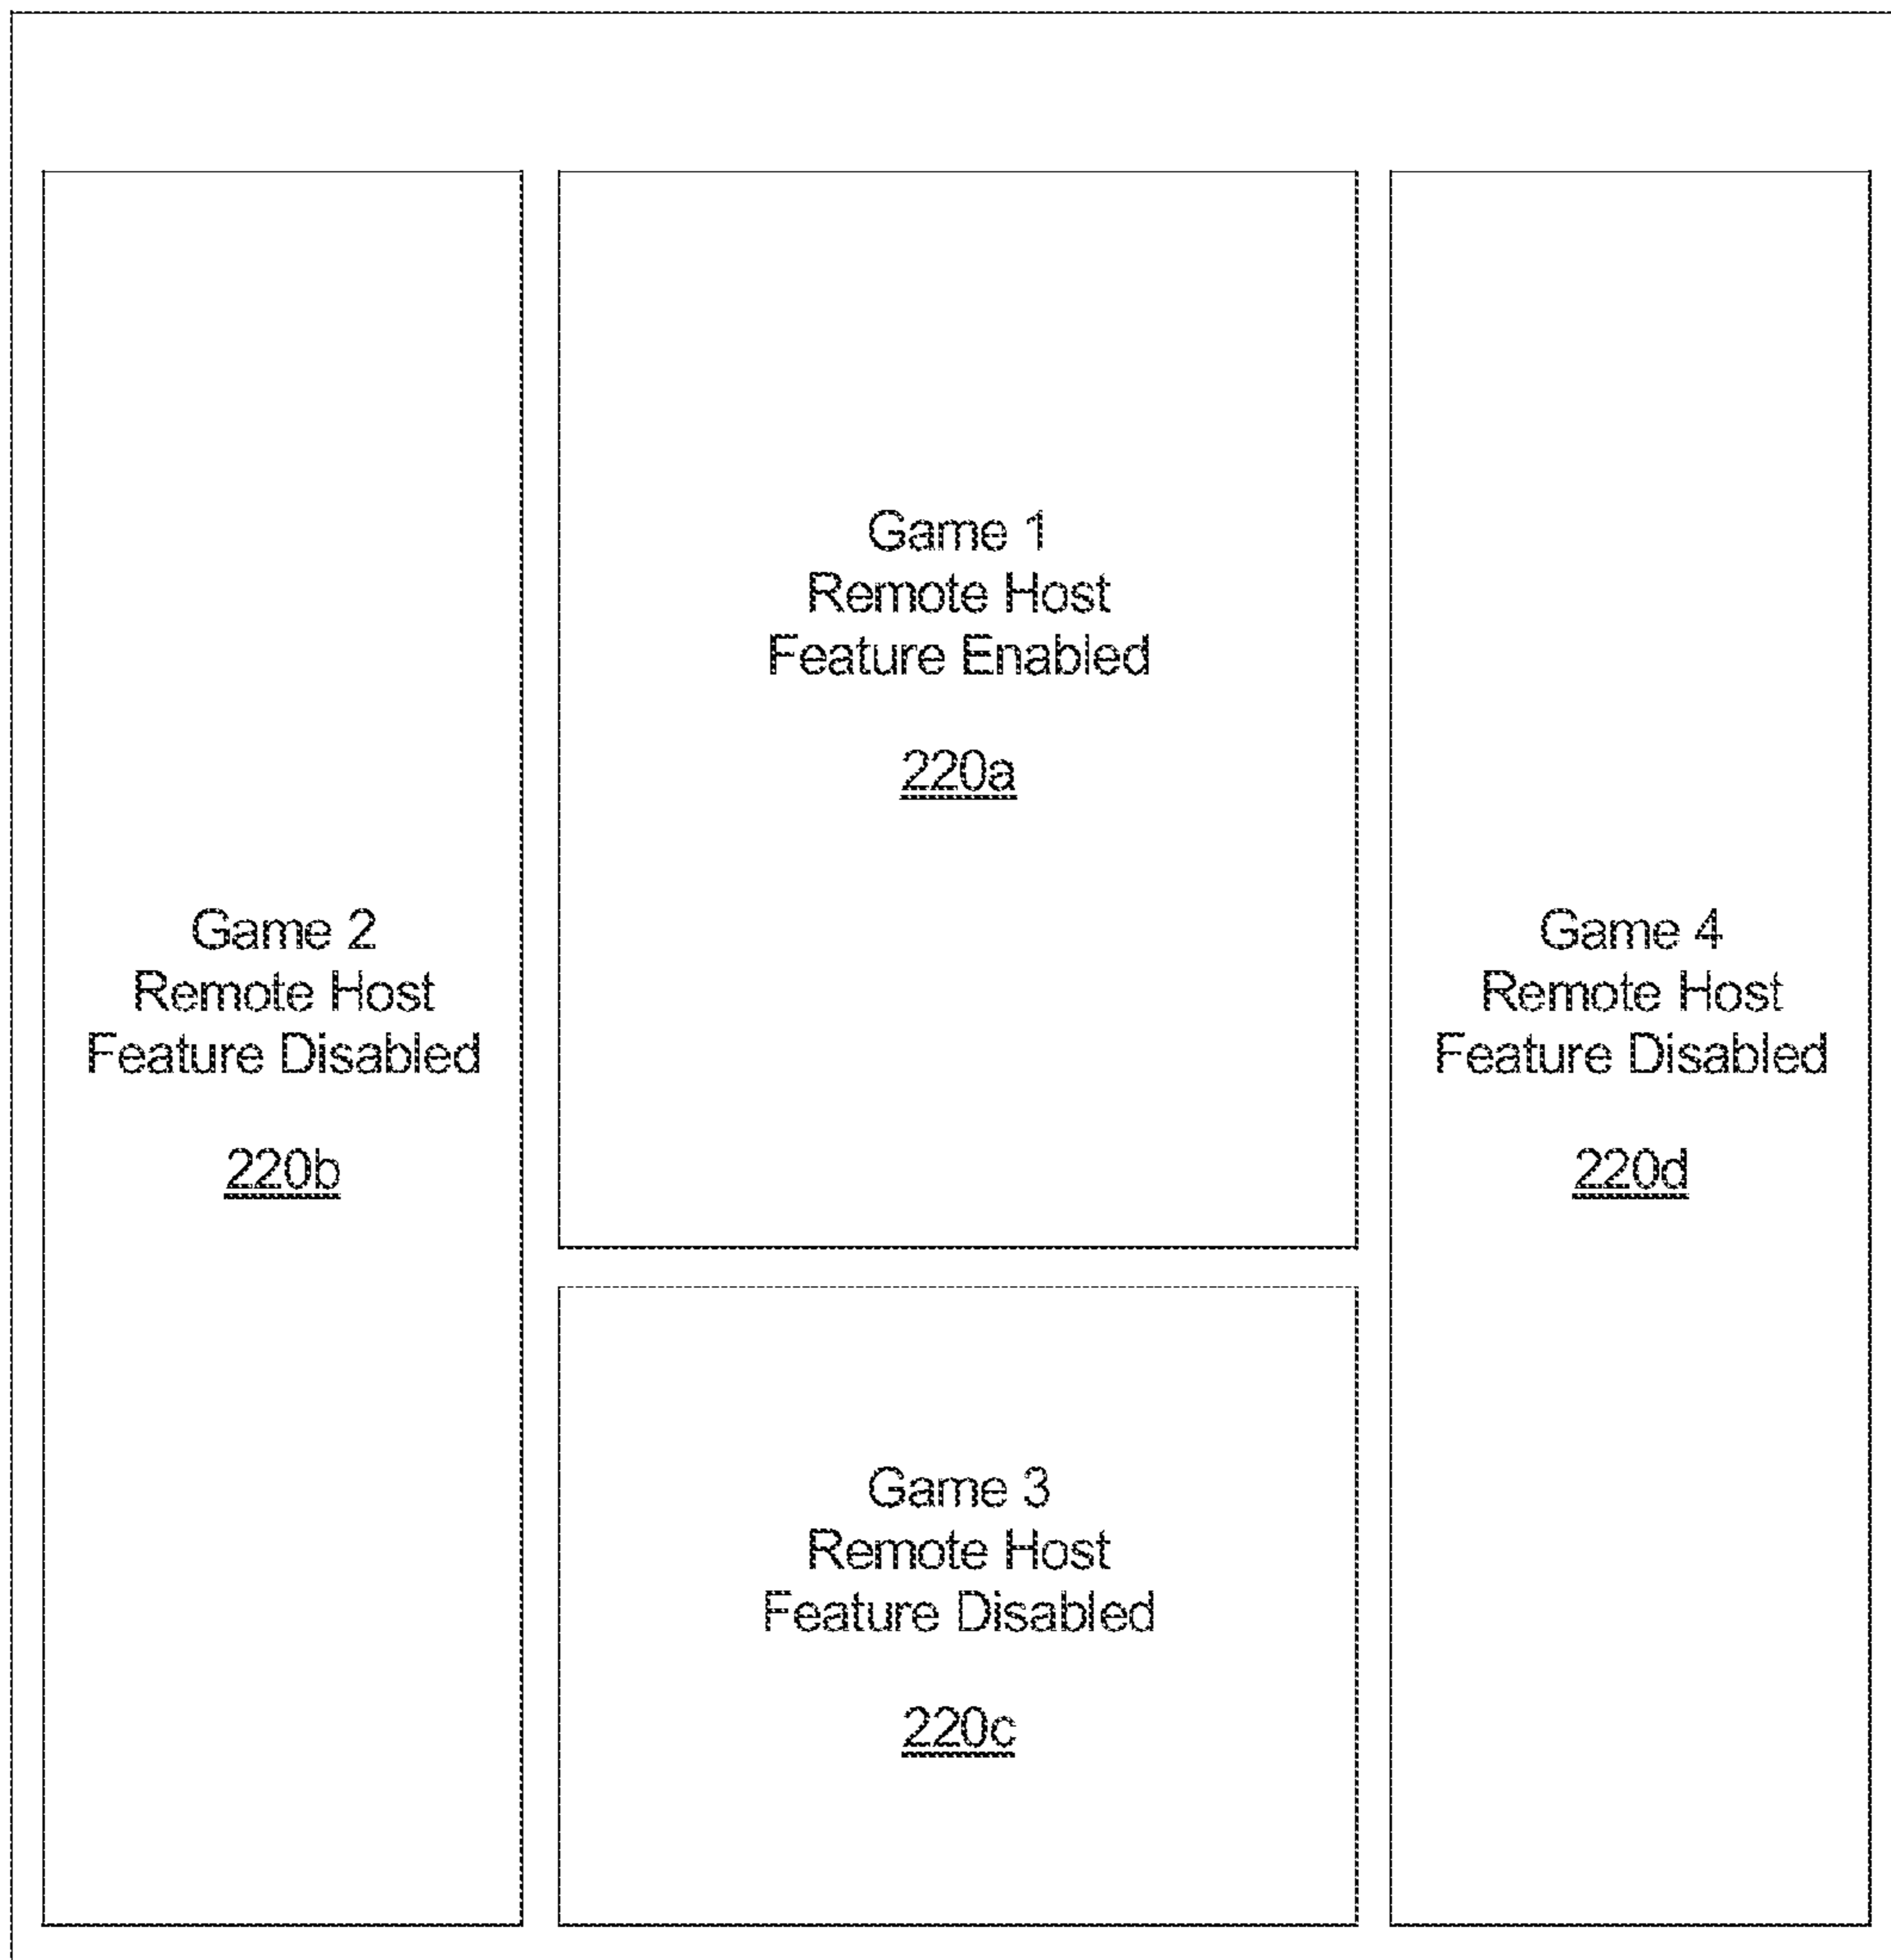 Game 1
Remote Host
Feature Enabled
220a
Game 2
Remote Host
Feature Disabled
220b
Game 4
Remote Host
Feature Disabled
220d
Game 3
Remote Host
Feature Disabled
220c